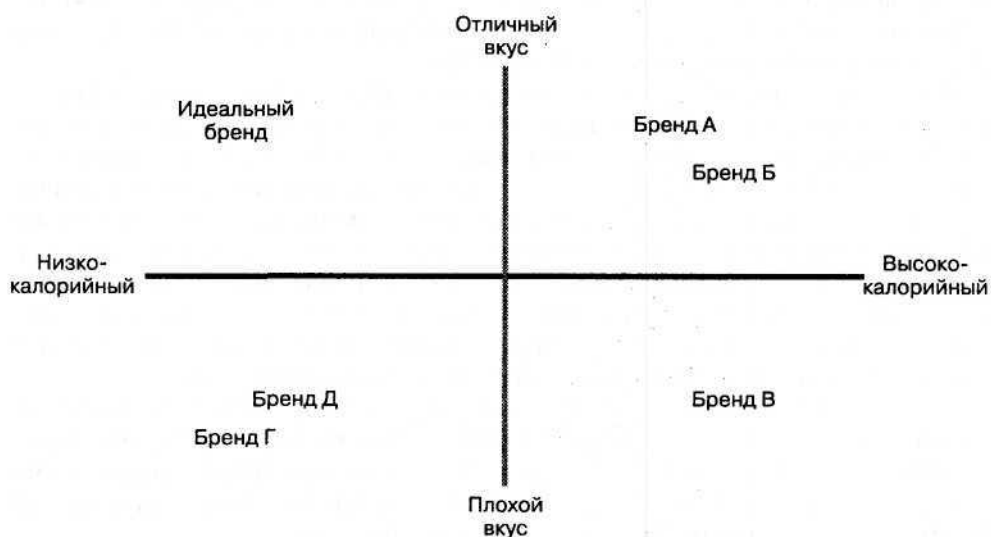 Отличный
вкус
Идеальный
бренд
Бренд А
Бренд Б
Низко-
калорийный
Высоко-
калорийный
Бренд Д
Бренд В
Бренд Г
Плохой
вкус